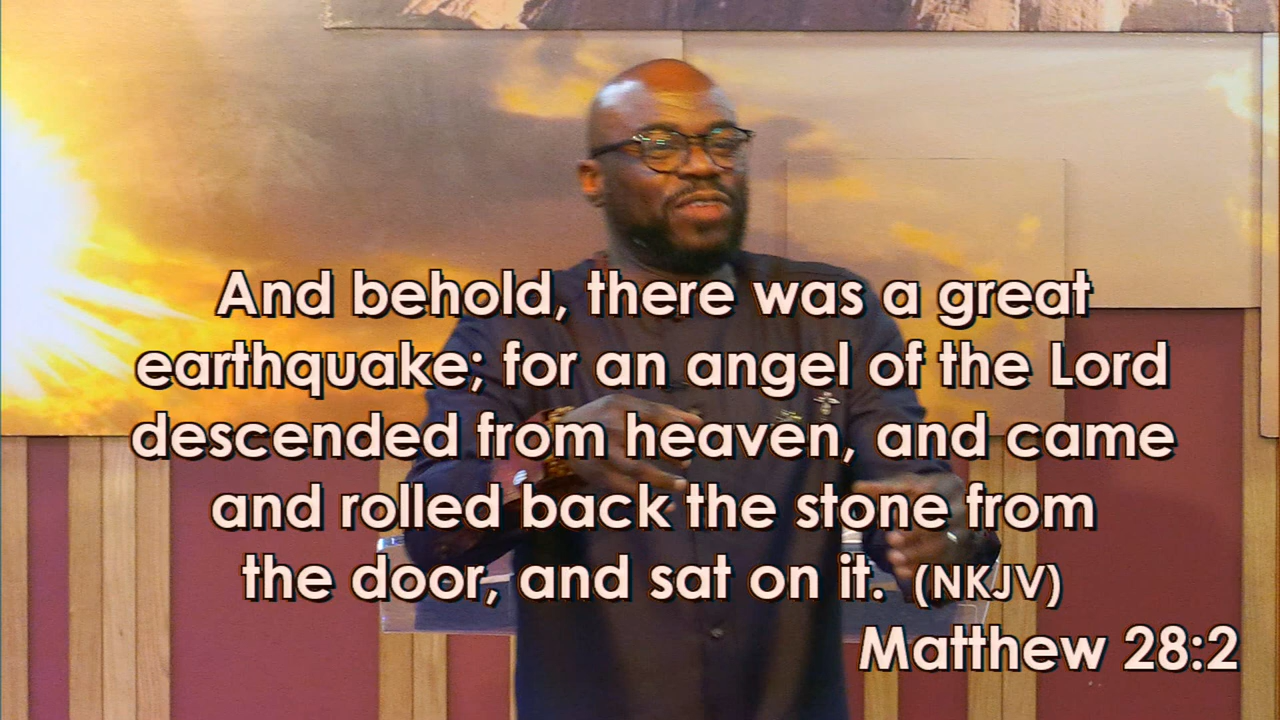 And behold, there was a great
earthquake; for an angel of the Lord
descended from heaven, and came
and rolled back the stone from
the door, and sat on it. (NKJV)
Matthew 28:2